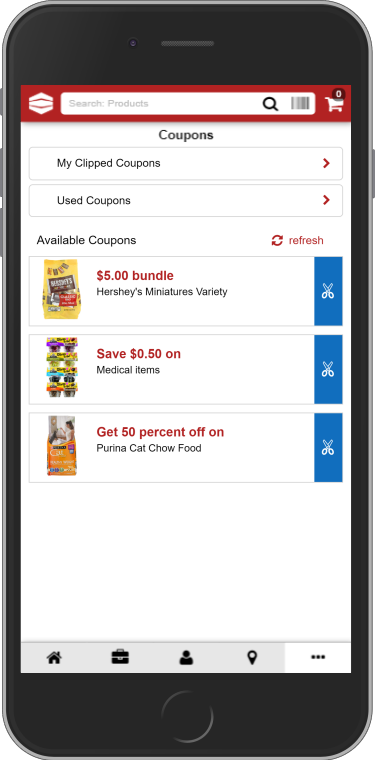 0
Search: Products
Coupons
My Clipped Coupons
Used Coupons
Available Coupons
refresh
HERSHEY'S
$5.00 bundle
Hershey's Miniatures Variety
Save $0.50 on
Medical items
Get 50 percent off on
Purina Cat Chow Food